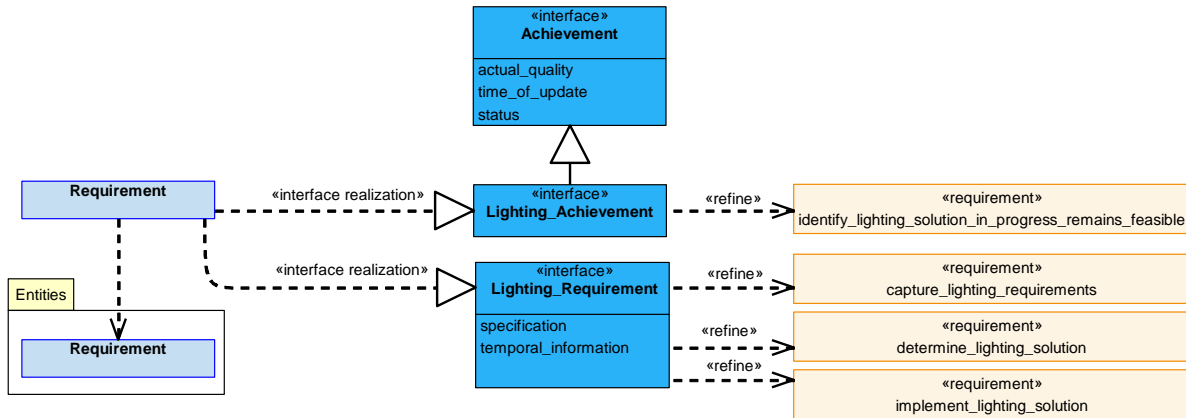 «interface»
Achievement
actual_quality
time_of_update
status
Requirement
«interface realization»
«interface»
Lighting_Achievement
«refine»
«requirement»
identify_lighting_solution_in_progress_remains_feasible
«interface realization»
«interface»
Lighting_Requirement
specification
temporal_information
«refine»
«requirement»
capture_lighting_requirements
Entities
Requirement
«refine»
«requirement»
determine_lighting_solution
«refine»
«requirement»
implement_lighting_solution